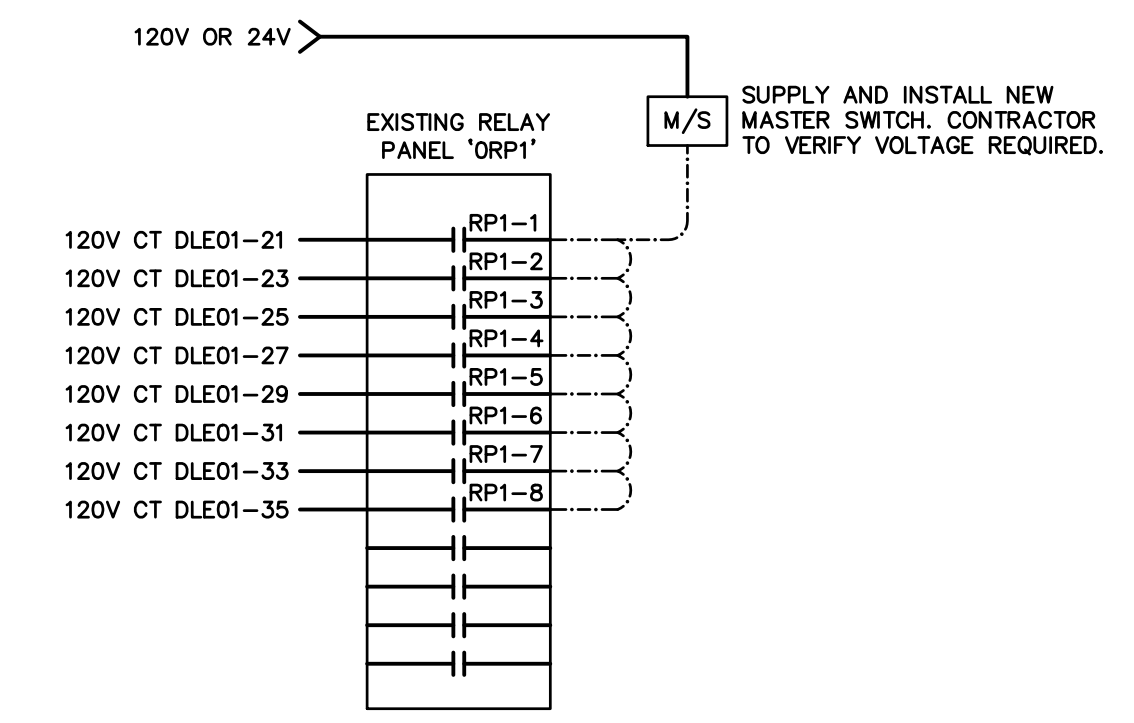 120V OR 24V
SUPPLY AND INSTALL NEW
MASTER SWITCH. CONTRACTOR
TO VERIFY VOLTAGE REQUIRED.
M/S
EXISTING RELAY
PANEL '0RP1'
120V CT DLE01-21
RP1-1
120V CT DLE01-23
RP1-2
120V CT DLE01-25
RP1-3
120V CT DLE01-27
RP1-4
120V CT DLE01-29
RP1-5
120V CT DLE01-31
RP1-6
120V CT DLE01-33
RP1-7
120V CT DLE01-35
RP1-8